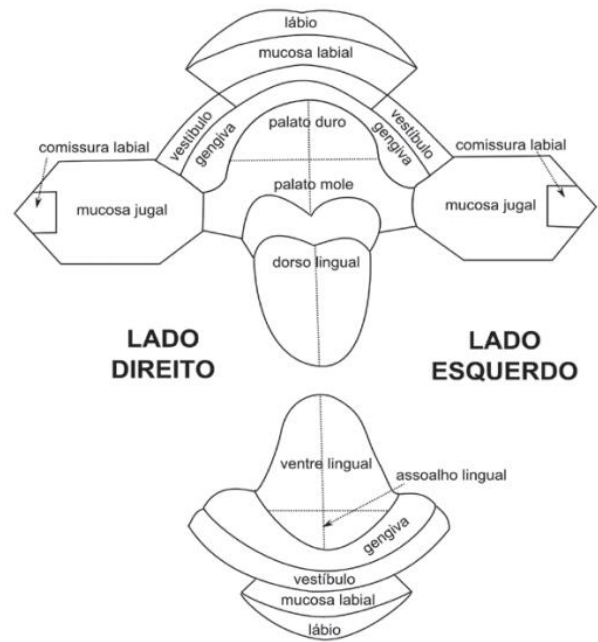 lábio
mucosa labial
vestíbulo
gengiva
palato duro
gengiva
vestíbulo
comissura labial
comissura labial
palato mole
mucosa jugal
mucosa jugal
dorso lingual
LADO
DIREITO
LADO
ESQUERDO
ventre lingual
assoalho lingual
gengiva
vestíbulo
mucosa labial
lábio